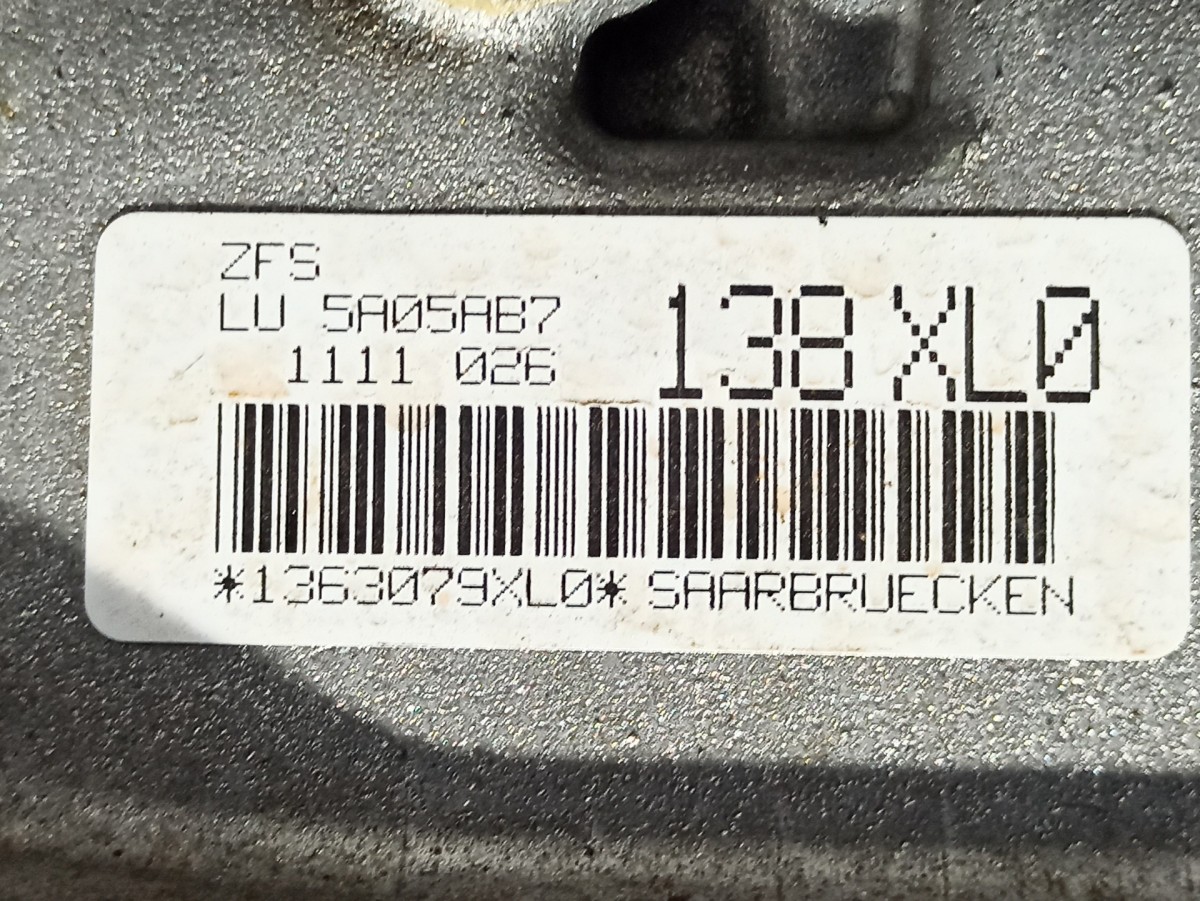 ZFS
LU 5A05AB7
1111 026
138 XL0
*1363079XL0* SAARBRUECKEN